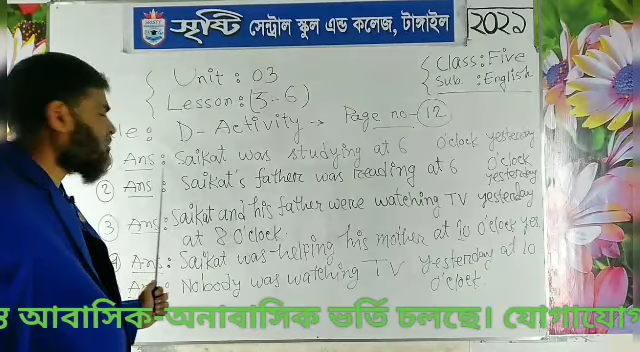 সৃষ্টি সেন্ট্রাল স্কুল এন্ড কলেজ, টাঙ্গাইল
2021
Unit : 03
Lesson: (5-6)
Class: Five
Sub. : English
D- Activity → Page no- 12
Ans: Saikat was studying at 6 O'clock yesterday
② Ans: Saikat's father was reading at 6 O'clock yesterday
③ Ans: Saikat and his father were watching TV yesterday
at 8 O'clock.
Ans: Saikat was helping his mother at 10 O'clock yes
Ans: Nobody was watching TV yesterday at 10
O'clock.
আবাসিক-অনাবাসিক ভর্তি চলছে। যোগাযোগ